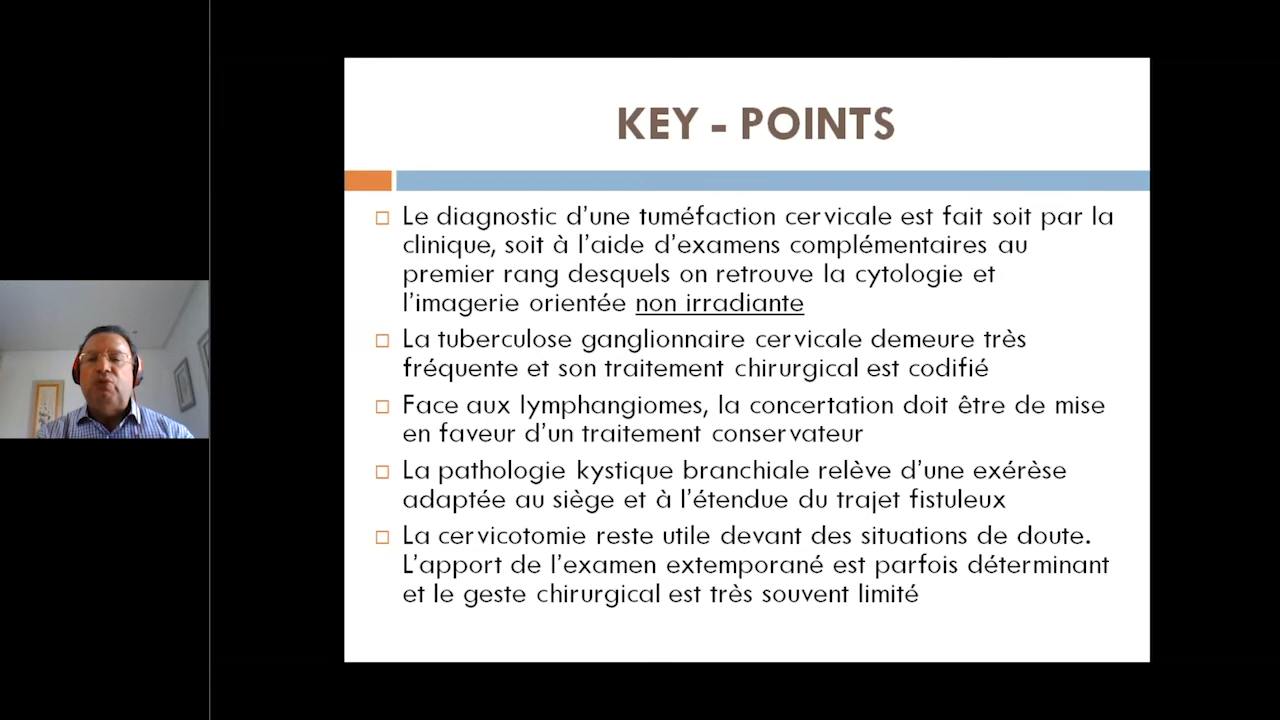 KEY - POINTS
Le diagnostic d'une tuméfaction cervicale est fait soit par la
clinique, soit à l'aide d'examens complémentaires au
premier rang desquels on retrouve la cytologie et
l'imagerie orientée non irradiante
La tuberculose ganglionnaire cervicale demeure très
fréquente et son traitement chirurgical est codifié
Face aux lymphangiomes, la concertation doit être de mise
en faveur d'un traitement conservateur
La pathologie kystique branchiale relève d'une exérèse
adaptée au siège et à l'étendue du trajet fistuleux
La cervicotomie reste utile devant des situations de doute.
L'apport de l'examen extemporané est parfois déterminant
et le geste chirurgical est très souvent limité